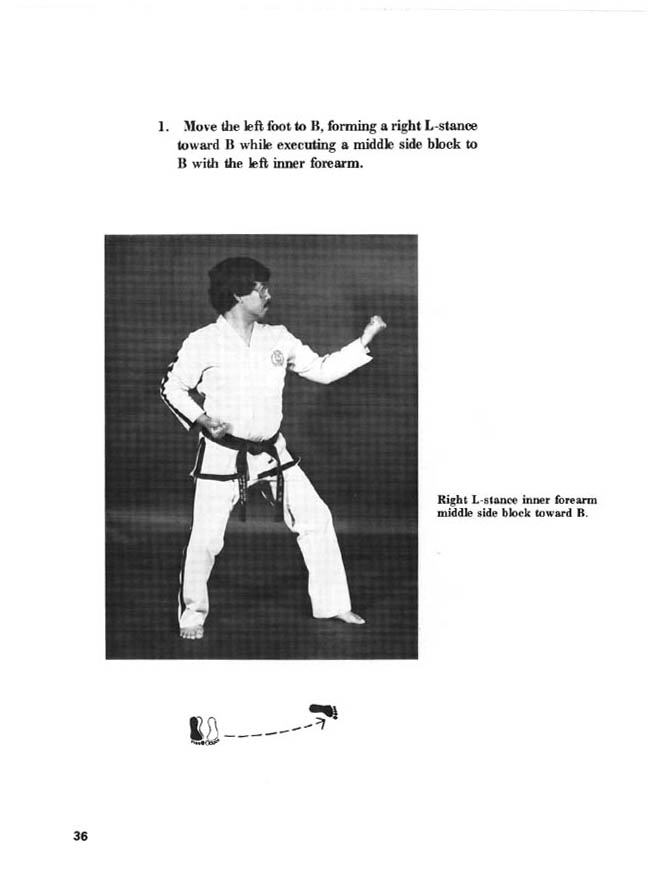 1. Move the left foot to B, forming a right L-stance
toward B while executing a middle side block to
B with the left inner forearm.
Right L-stance inner forearm
middle side block toward B.
36